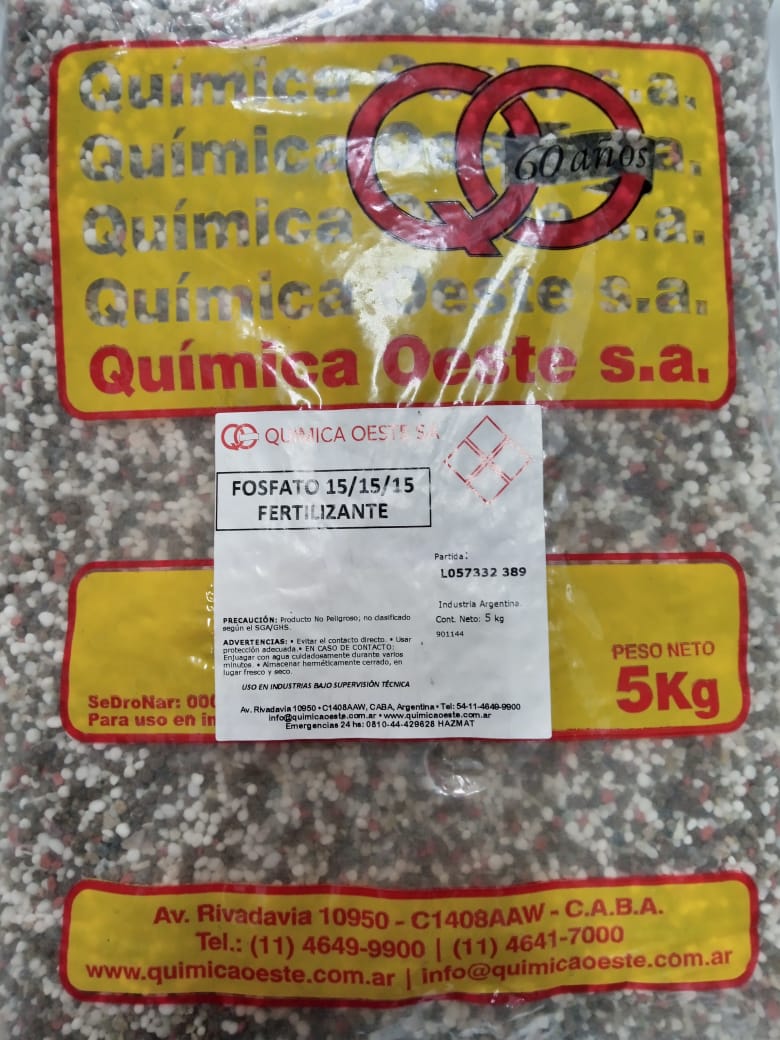 Química Oeste s.a.
Química Oeste s.a.
60 años
Química Oeste s.a.
Química Oeste s.a.
Química Oeste s.a.
QUIMICA OESTE S.A
FOSFATO 15/15/15
FERTILIZANTE
Partida:
L057332 389
Industria Argentina
Cont. Neto: 5 kg
901144
PRECAUCIÓN: Producto No Peligroso; no clasificado
según el SGA/GHS.
ADVERTENCIAS: • Evitar el contacto directo. • Usar
protección adecuada. • EN CASO DE CONTACTO:
Enjuagar con agua cuidadosamente durante varios
minutos. • Almacenar herméticamente cerrado, en
lugar fresco y seco.
USO EN INDUSTRIAS BAJO SUPERVISIÓN TÉCNICA
Av. Rivadavia 10950 • C1408AAW, CABA, Argentina • Tel: 54-11-4649-9900
info@quimicaoeste.com.ar • www.quimicaoeste.com.ar
Emergencias 24 hs: 0810-44-429628 HAZMAT
PESO NETO
5Kg
SeDroNar: 00
Para uso en in
Av. Rivadavia 10950 - C1408AAW - C.A.B.A.
Tel.: (11) 4649-9900 | (11) 4641-7000
www.quimicaoeste.com.ar | info@quimicaoeste.com.ar